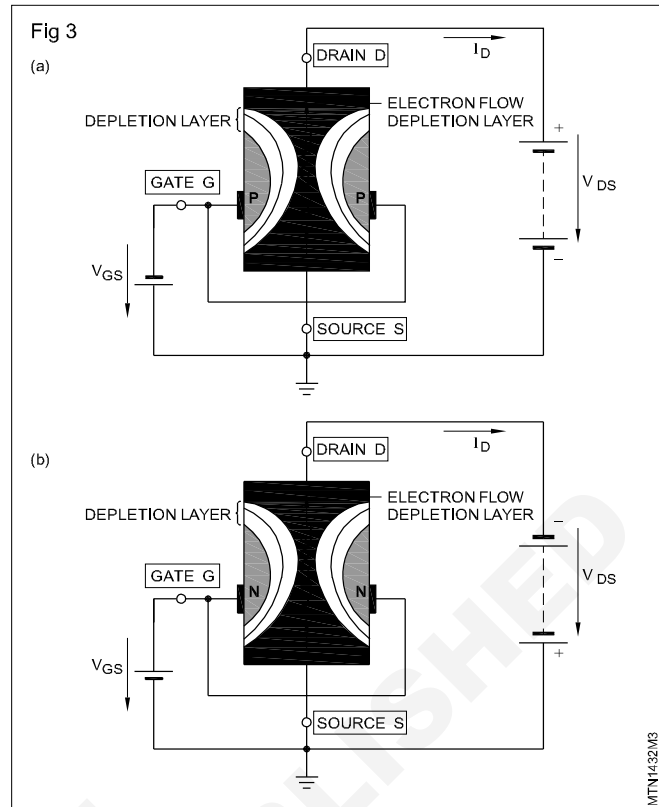 Fig 3
(a)
I_D
DRAIN D
ELECTRON FLOW
DEPLETION LAYER
DEPLETION LAYER
GATE G
P
P
+
V_DS
−
V_GS
SOURCE S
(b)
I_D
DRAIN D
ELECTRON FLOW
DEPLETION LAYER
DEPLETION LAYER
GATE G
N
N
−
V_DS
+
V_GS
SOURCE S
MTN1432M3
LISHED